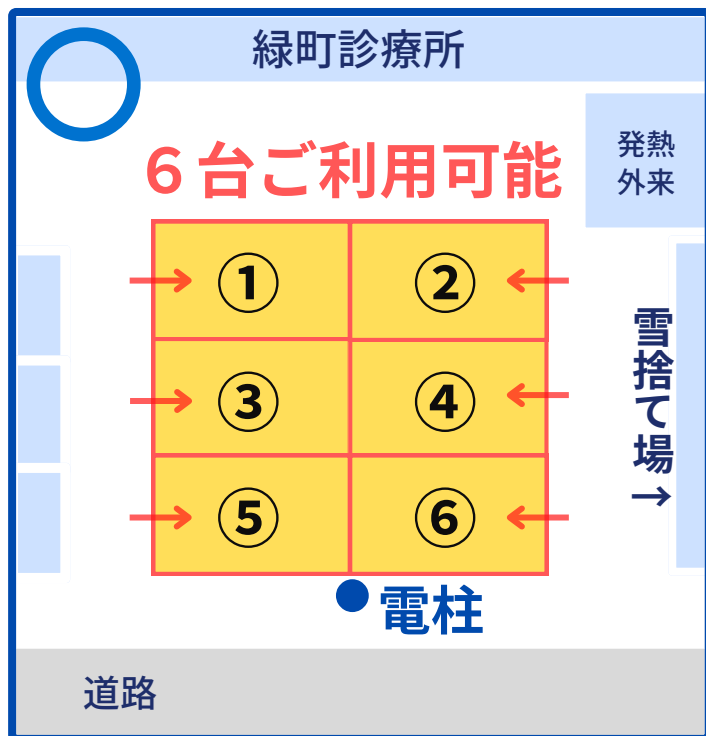 緑町診療所
発熱
外来
６台ご利用可能
①
②
③
④
⑤
⑥
雪捨て場→
電柱
道路